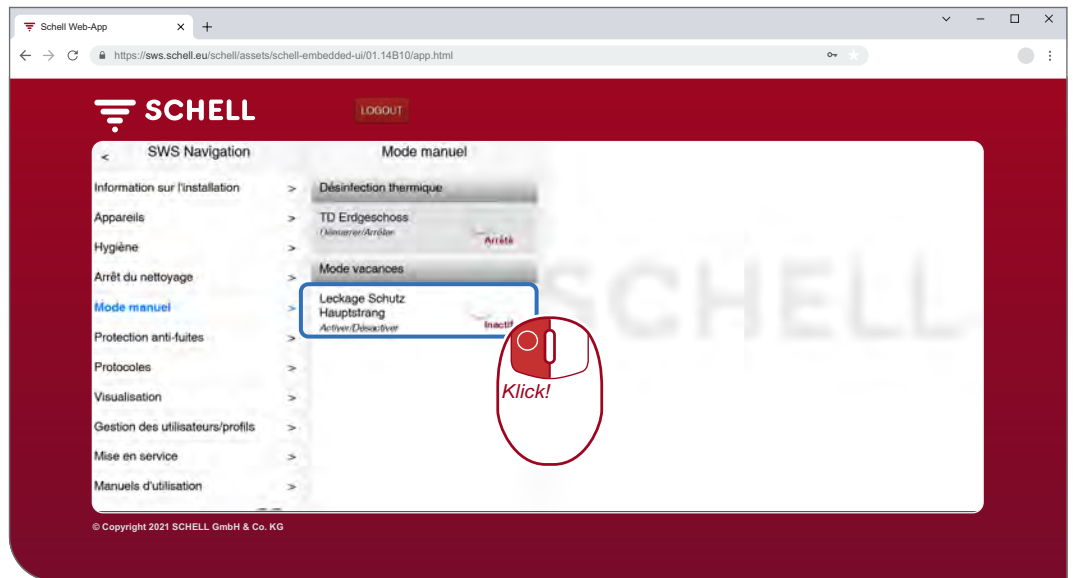 Schell Web-App
https://sws.schell.eu/schell/assets/schell-embedded-ui/01.14B10/app.html
SCHELL
LOGOUT
< SWS Navigation
Mode manuel
Information sur l'installation >
Désinfection thermique
Appareils >
TD Erdgeschoss
Démarrer/Arrêter
Arrêté
Hygiène >
Mode vacances
Arrêt du nettoyage >
Leckage Schutz
Hauptstrang
Activer/Désactiver
Inactif
Mode manuel >
Protection anti-fuites >
Protocoles >
Visualisation >
Gestion des utilisateurs/profils >
Mise en service >
Manuels d'utilisation >
SCHELL
Klick!
© Copyright 2021 SCHELL GmbH & Co. KG